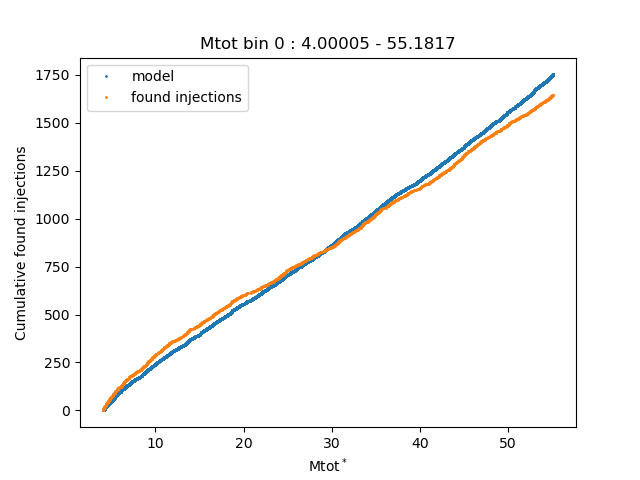 Mtot bin 0 : 4.00005 - 55.1817
model
found injections
Cumulative found injections
1750
1500
1250
1000
750
500
250
0
10 20 30 40 50
Mtot*